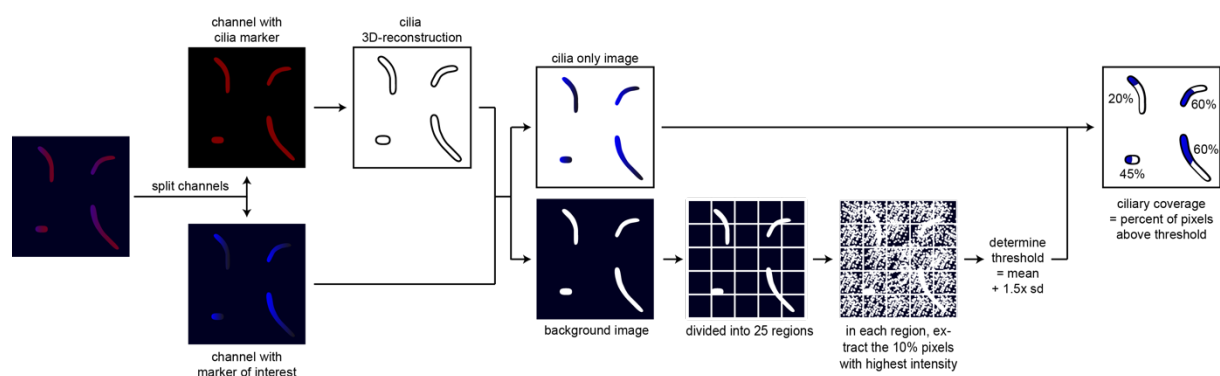 channel with
cilia marker
cilia
3D-reconstruction
split channels
channel with
marker of interest
cilia only image
background image
divided into 25 regions
in each region, ex-
tract the 10% pixels
with highest intensity
determine
threshold
= mean
+ 1.5x sd
20%
60%
60%
45%
ciliary coverage
= percent of pixels
above threshold